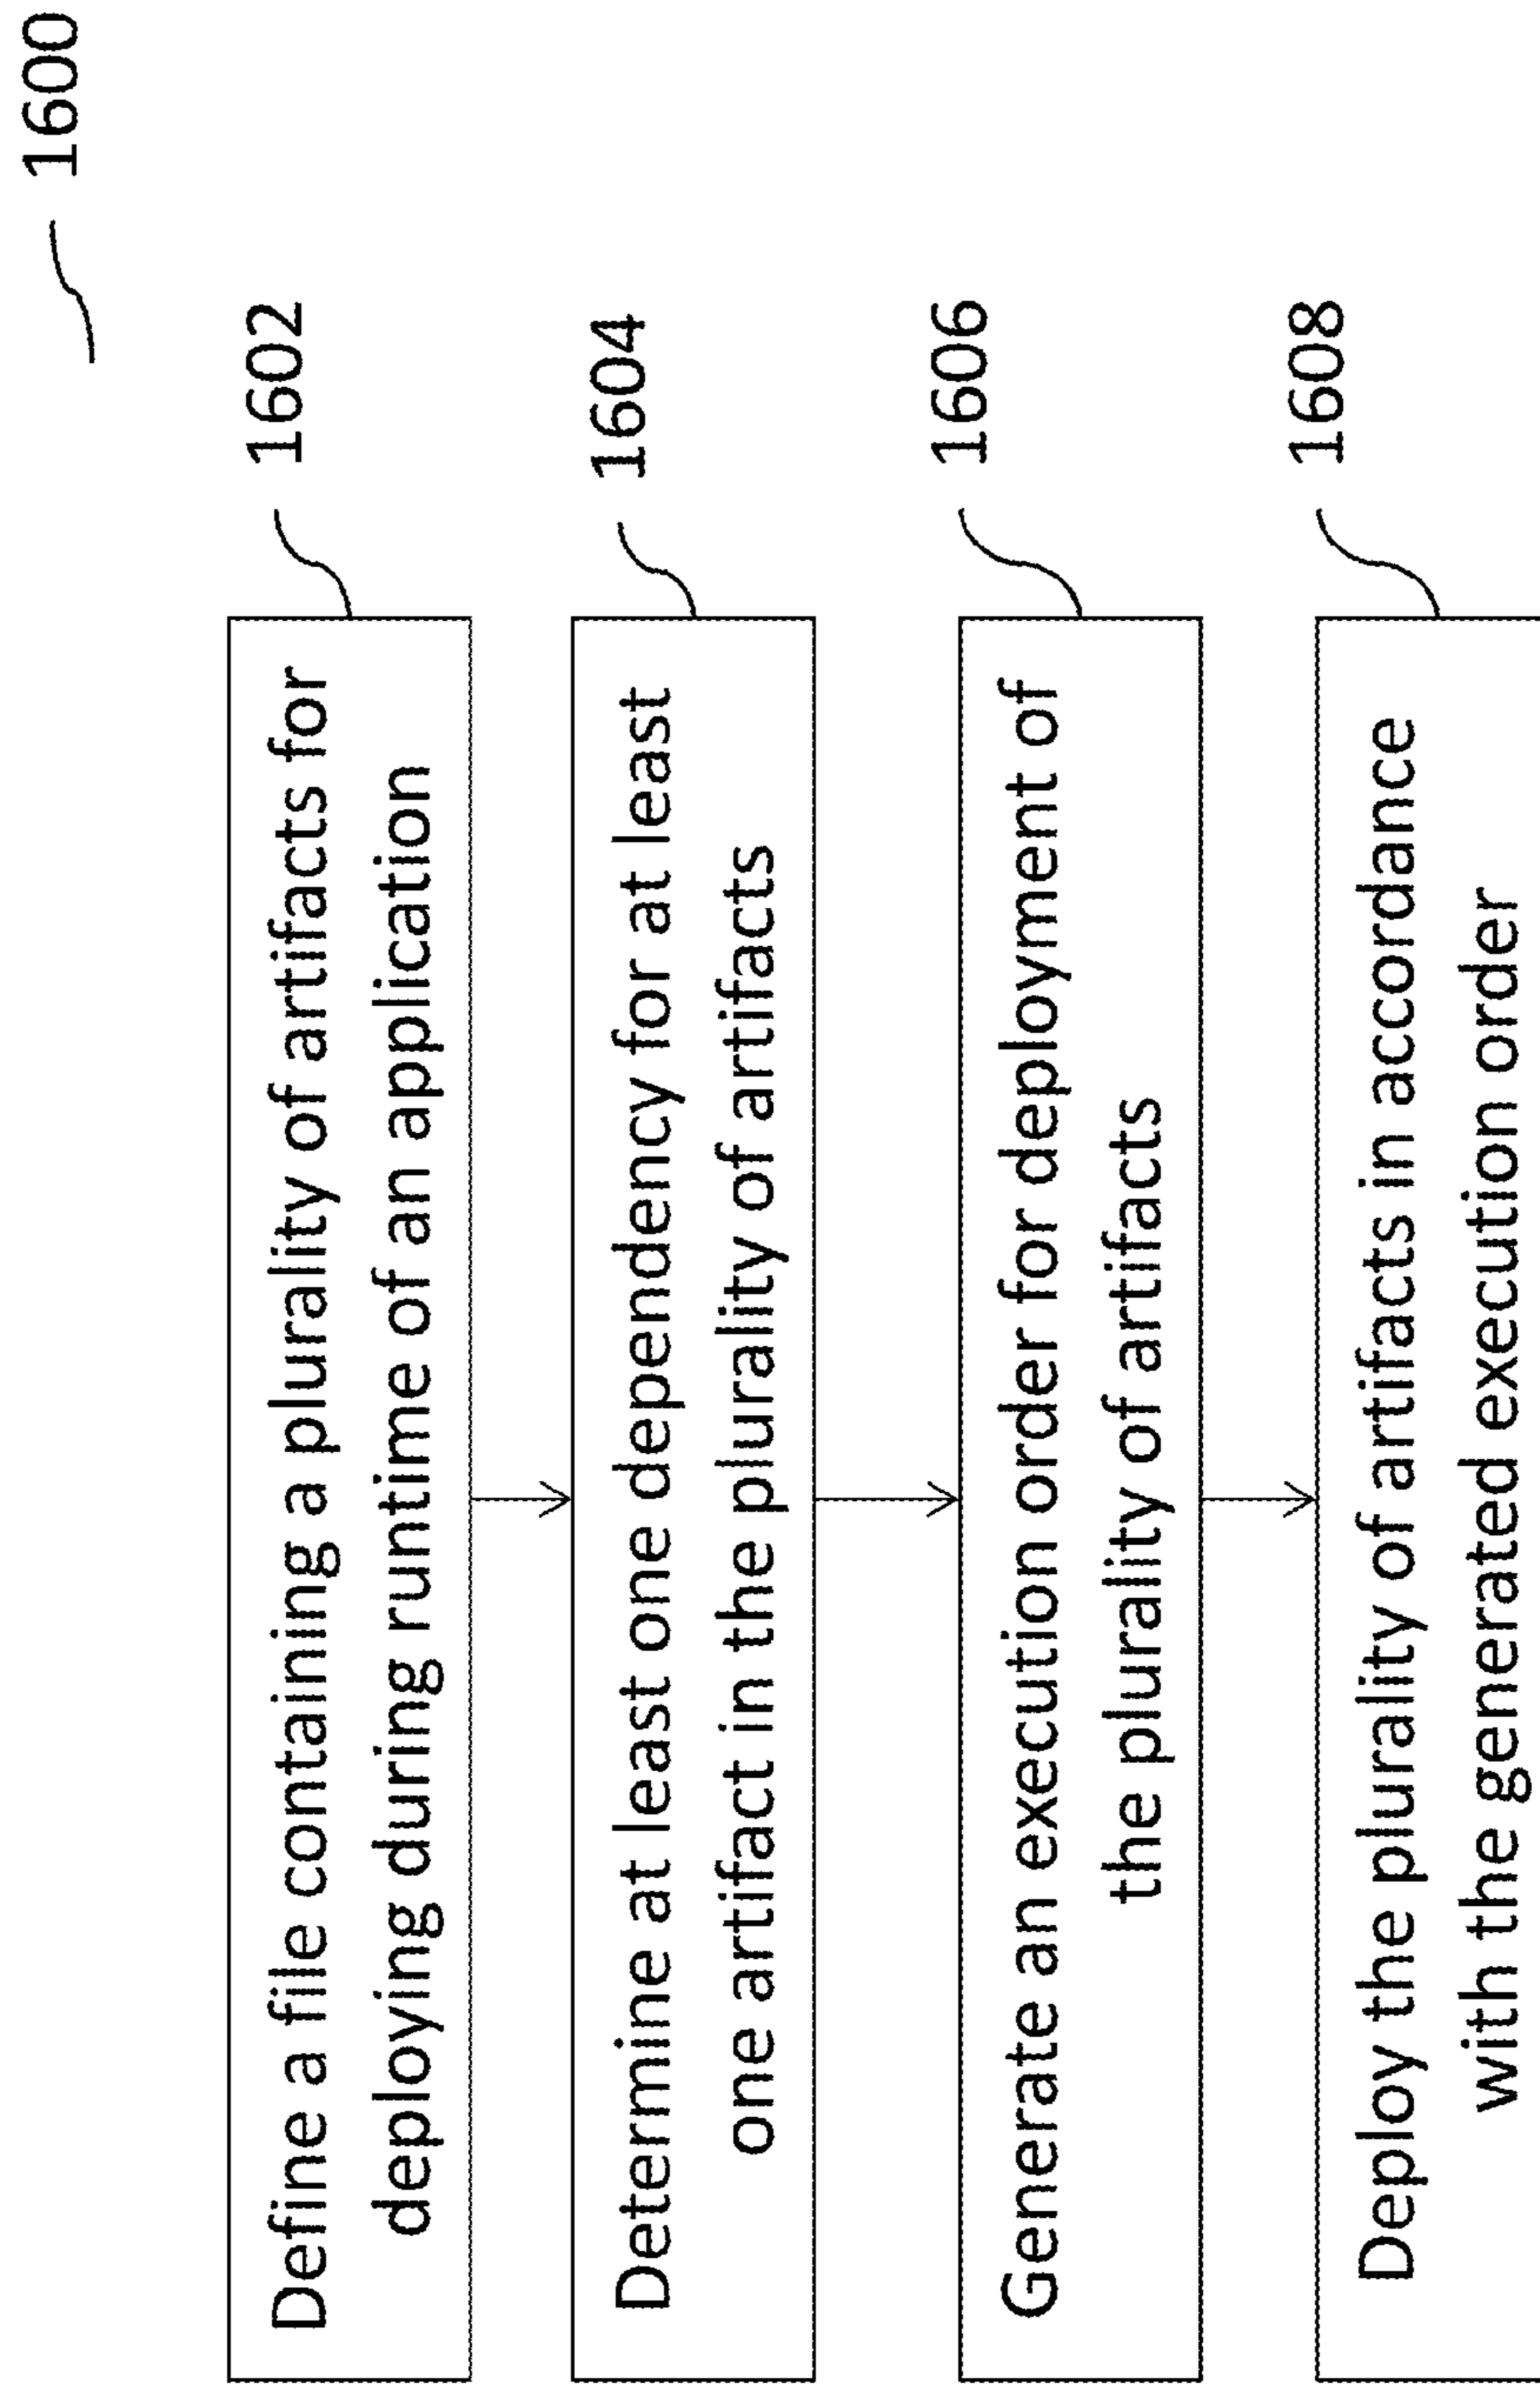 1600
1602
Define a file containing a plurality of artifacts for
deploying during runtime of an application
1604
Determine at least one dependency for at least
one artifact in the plurality of artifacts
1606
Generate an execution order for deployment of
the plurality of artifacts
1608
Deploy the plurality of artifacts in accordance
with the generated execution order